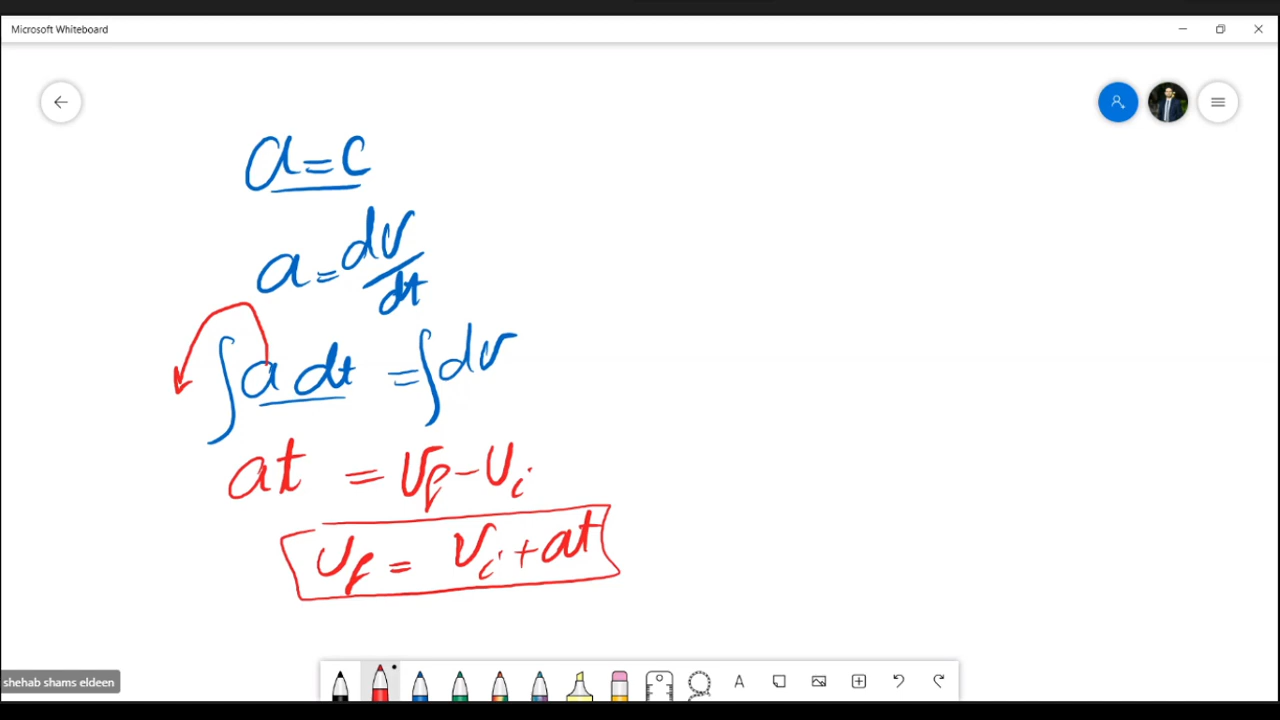 Microsoft Whiteboard
a = c
a = dv/dt
∫ a dt = ∫ dv
at = vf - vi
vf = vi + at
shehab shams eldeen
A